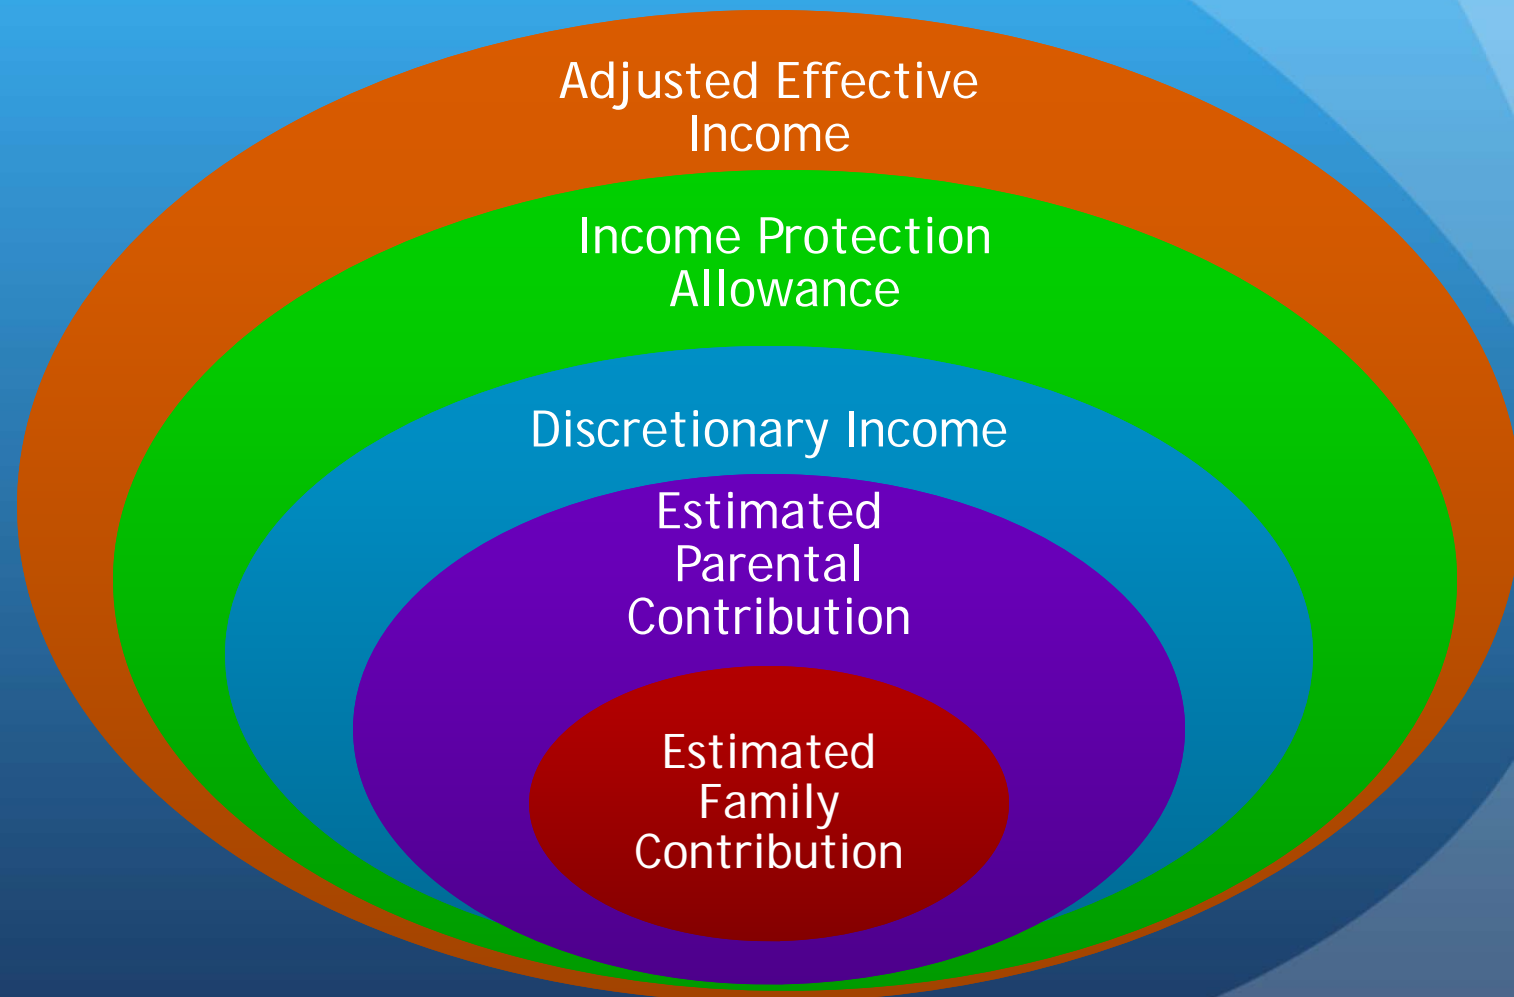 Adjusted Effective
Income
Income Protection
Allowance
Discretionary Income
Estimated
Parental
Contribution
Estimated
Family
Contribution